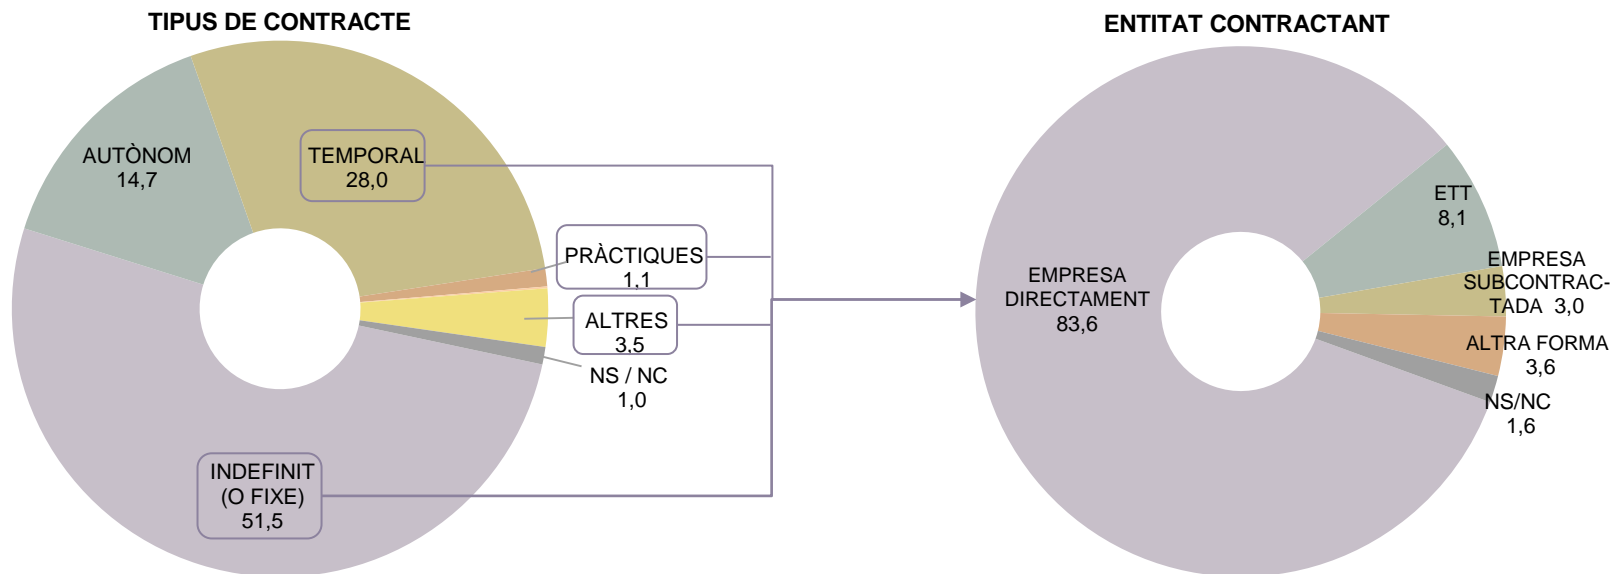 TIPUS DE CONTRACTE
AUTÒNOM
14,7
TEMPORAL
28,0
PRÀCTIQUES
1,1
ALTRES
3,5
NS / NC
1,0
INDEFINIT
(O FIXE)
51,5
ENTITAT CONTRACTANT
ETT
8,1
EMPRESA
SUBCONTRAC-
TADA 3,0
EMPRESA
DIRECTAMENT
83,6
ALTRA FORMA
3,6
NS/NC
1,6